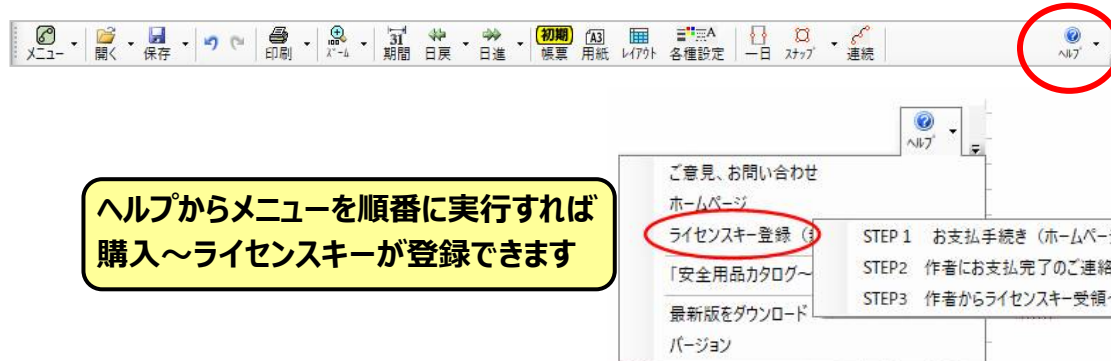 メニュー 開く 保存 印刷 ズーム 31 期間 日戻 日進 初期 帳票 A3 用紙 レイアウト A 各種設定 一日 スナップ 連続 ヘルプ
ヘルプ
ご意見、お問い合わせ
ホームページ
ライセンスキー登録（
STEP 1 お支払手続き（ホームペー
「安全用品カタログ～
STEP2 作者にお支払完了のご連絡
STEP3 作者からライセンスキー受領
最新版をダウンロード
バージョン
ヘルプからメニューを順番に実行すれば
購入～ライセンスキーが登録できます